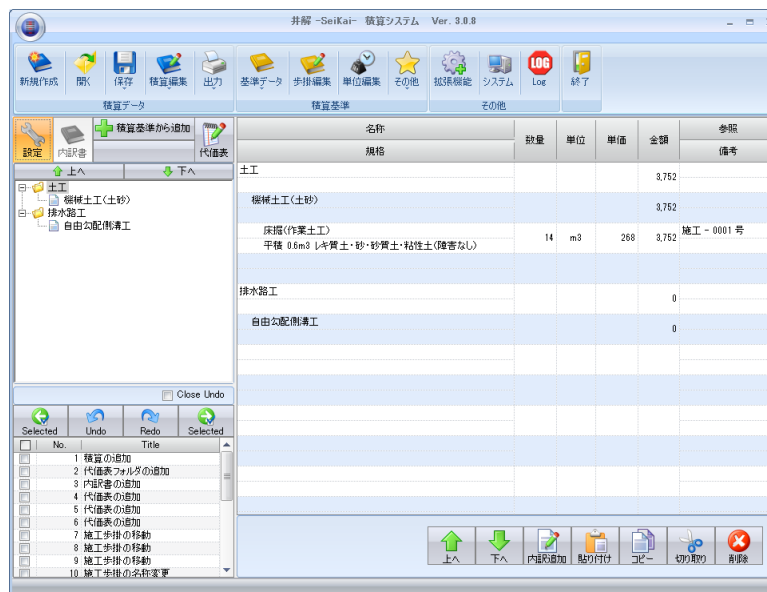 井解 -SeiKai- 積算システム Ver. 3.0.8
新規作成 開く 保存 積算編集 出力 基準データ 歩掛編集 単位編集 その他 拡張機能 システム Log 終了
LOG
積算データ 積算基準 その他
設定 内訳書 積算基準から追加 代価表
上へ 下へ
土工
機械土工(土砂)
排水路工
自由勾配側溝工
Close Undo
Selected Undo Redo Selected
No. Title
1 積算の追加
2 代価表フォルダの追加
3 内訳書の追加
4 代価表の追加
5 代価表の追加
6 代価表の追加
7 施工歩掛の移動
8 施工歩掛の移動
9 施工歩掛の移動
10 施工歩掛の名称変更
名称 数量 単位 単価 金額 参照
規格 備考
土工
3,752
機械土工(土砂)
3,752
床掘(作業土工) 施工 - 0001 号
14 m3 268 3,752
平積 0.6m3 レキ質土・砂・砂質土・粘性土(障害なし)
排水路工
0
自由勾配側溝工
0
上へ 下へ 内訳追加 貼り付け コピー 切り取り 削除